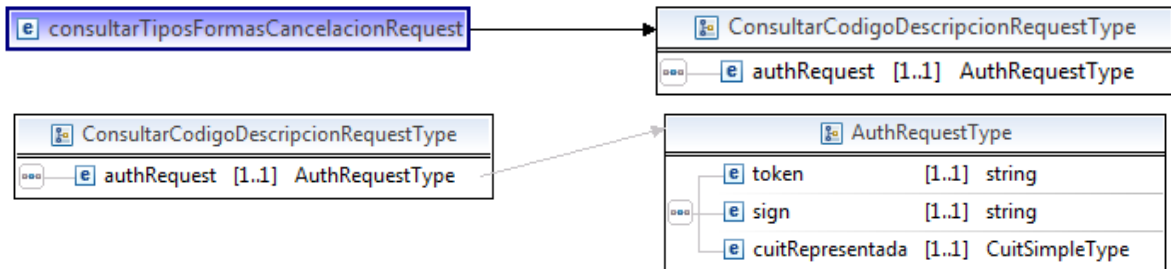 e consultarTiposFormasCancelacionRequest
ConsultarCodigoDescripcionRequestType
e authRequest [1..1] AuthRequestType
ConsultarCodigoDescripcionRequestType
e authRequest [1..1] AuthRequestType
AuthRequestType
e token [1..1] string
e sign [1..1] string
e cuitRepresentada [1..1] CuitSimpleType